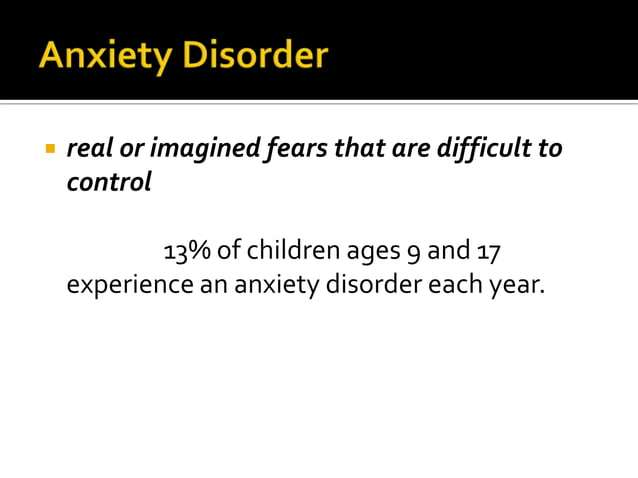 Anxiety Disorder
real or imagined fears that are difficult to
control
13% of children ages 9 and 17
experience an anxiety disorder each year.